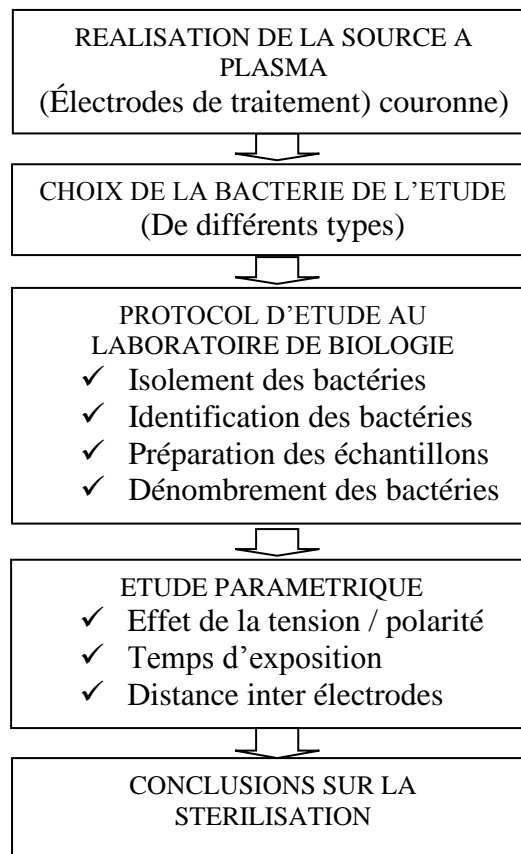 REALISATION DE LA SOURCE A
PLASMA
(Électrodes de traitement) couronne)
CHOIX DE LA BACTERIE DE L’ETUDE
(De différents types)
PROTOCOL D’ETUDE AU
LABORATOIRE DE BIOLOGIE
✓ Isolement des bactéries
✓ Identification des bactéries
✓ Préparation des échantillons
✓ Dénombrement des bactéries
ETUDE PARAMETRIQUE
✓ Effet de la tension / polarité
✓ Temps d’exposition
✓ Distance inter électrodes
CONCLUSIONS SUR LA
STERILISATION